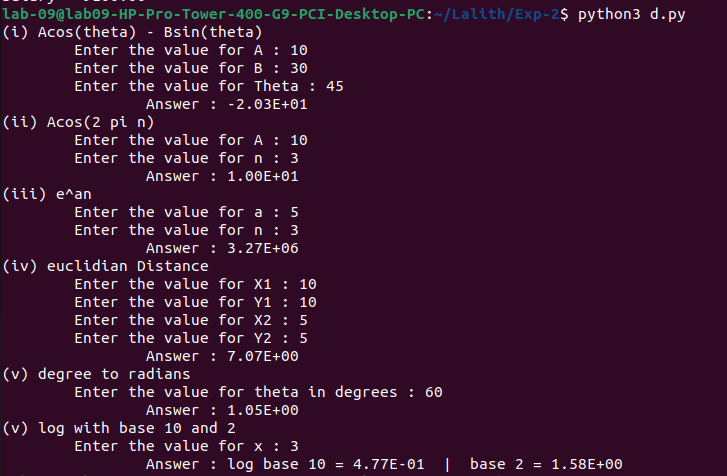 lab-09@lab09-HP-Pro-Tower-400-G9-PCI-Desktop-PC:~/Lalith/Exp-2$ python3 d.py
(i) Acos(theta) - Bsin(theta)
Enter the value for A : 10
Enter the value for B : 30
Enter the value for Theta : 45
Answer : -2.03E+01
(ii) Acos(2 pi n)
Enter the value for A : 10
Enter the value for n : 3
Answer : 1.00E+01
(iii) e^an
Enter the value for a : 5
Enter the value for n : 3
Answer : 3.27E+06
(iv) euclidian Distance
Enter the value for X1 : 10
Enter the value for Y1 : 10
Enter the value for X2 : 5
Enter the value for Y2 : 5
Answer : 7.07E+00
(v) degree to radians
Enter the value for theta in degrees : 60
Answer : 1.05E+00
(v) log with base 10 and 2
Enter the value for x : 3
Answer : log base 10 = 4.77E-01  |  base 2 = 1.58E+00